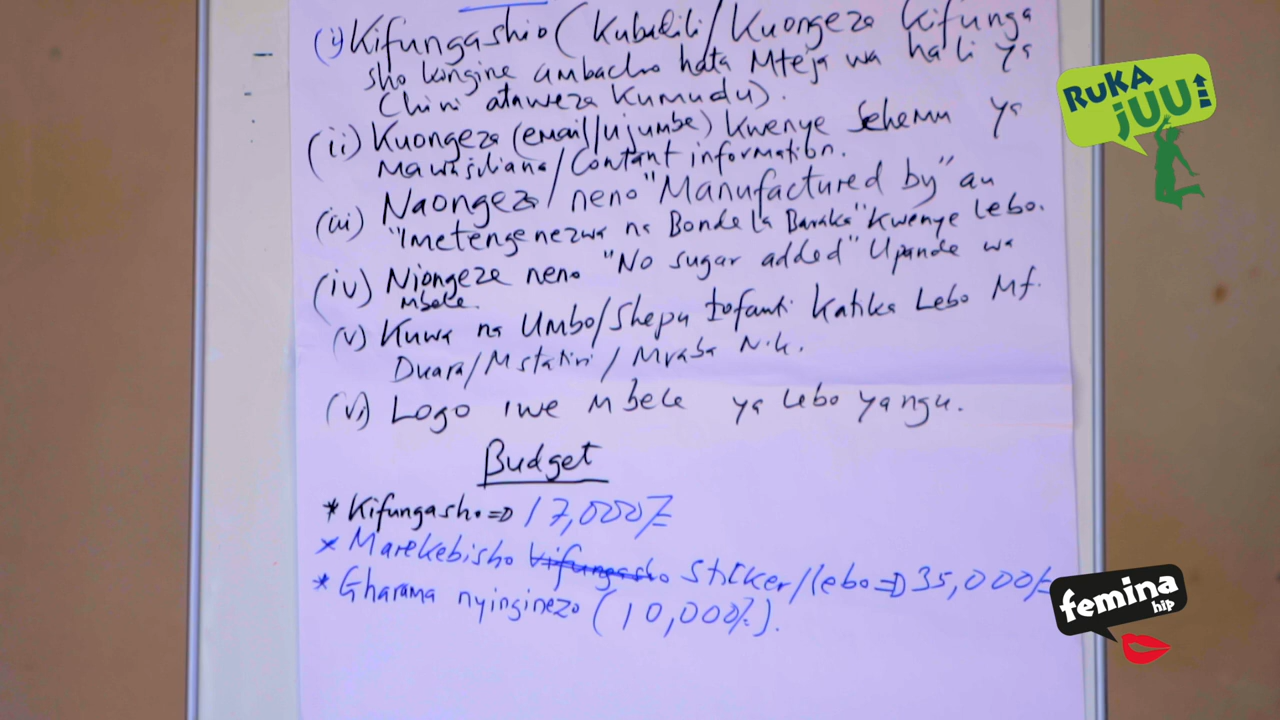 (i) Kifungashio (Kubadili/Kuongeza Kifunga
sho kingine ambacho hata Mteja wa hali ya
Chini ataweza Kumudu).
(ii) Kuongeza (email/ujumbe) Kwenye Sehemu ya
Mawasiliano/Contant information.
(iii) Naongeza/ neno "Manufactured by" au
"Imetengenezwa na Bonde la Baraka" Kwenye Lebo.
(iv) Niongeze neno "No sugar added" Upande wa
mbele.
(v) Kuwa na Umbo/Shepu tofauti Katika Lebo Mf.
Duara/Mstatiri/Mraba N.k.
(vi) Logo iwe Mbele ya Lebo yangu.
Budget
* Kifungasho => 17,000/=
* Marekebisho kifungasho Sticker/lebo => 35,000/=
* Gharama nyinginezo (10,000/=).
RUKA
JUU
femina
hip